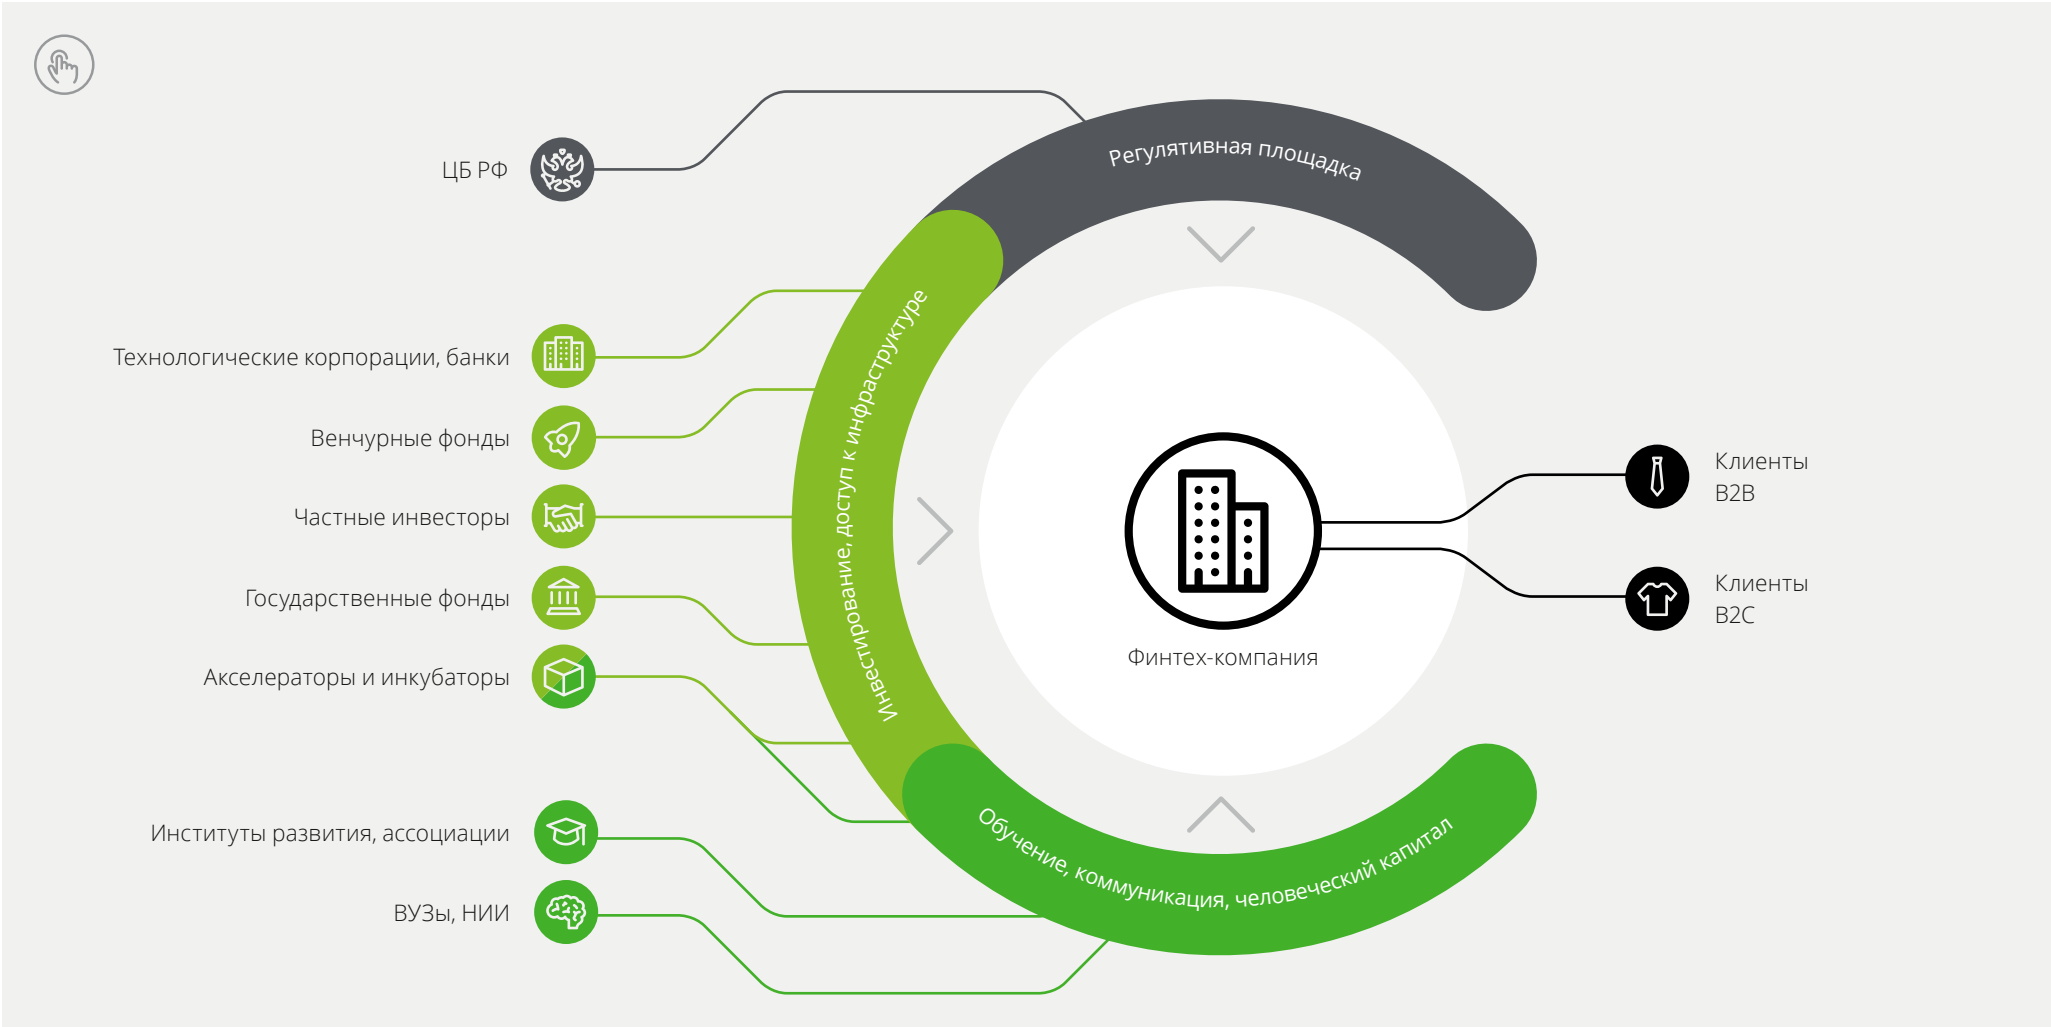 ЦБ РФ
Технологические корпорации, банки
Венчурные фонды
Частные инвесторы
Государственные фонды
Акселераторы и инкубаторы
Институты развития, ассоциации
ВУЗы, НИИ
Регулятивная площадка
Инвестирование, доступ к инфраструктуре
Обучение, коммуникация, человеческий капитал
Финтех-компания
Клиенты
B2B
Клиенты
B2C